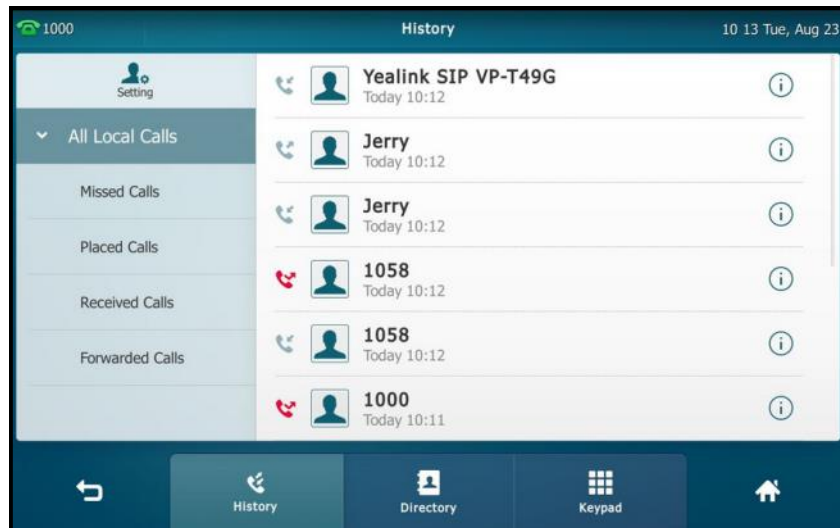 1000 History 10 13 Tue, Aug 23
Setting
All Local Calls
Missed Calls
Placed Calls
Received Calls
Forwarded Calls
Yealink SIP VP-T49G
Today 10:12
Jerry
Today 10:12
Jerry
Today 10:12
1058
Today 10:12
1058
Today 10:12
1000
Today 10:11
History Directory Keypad